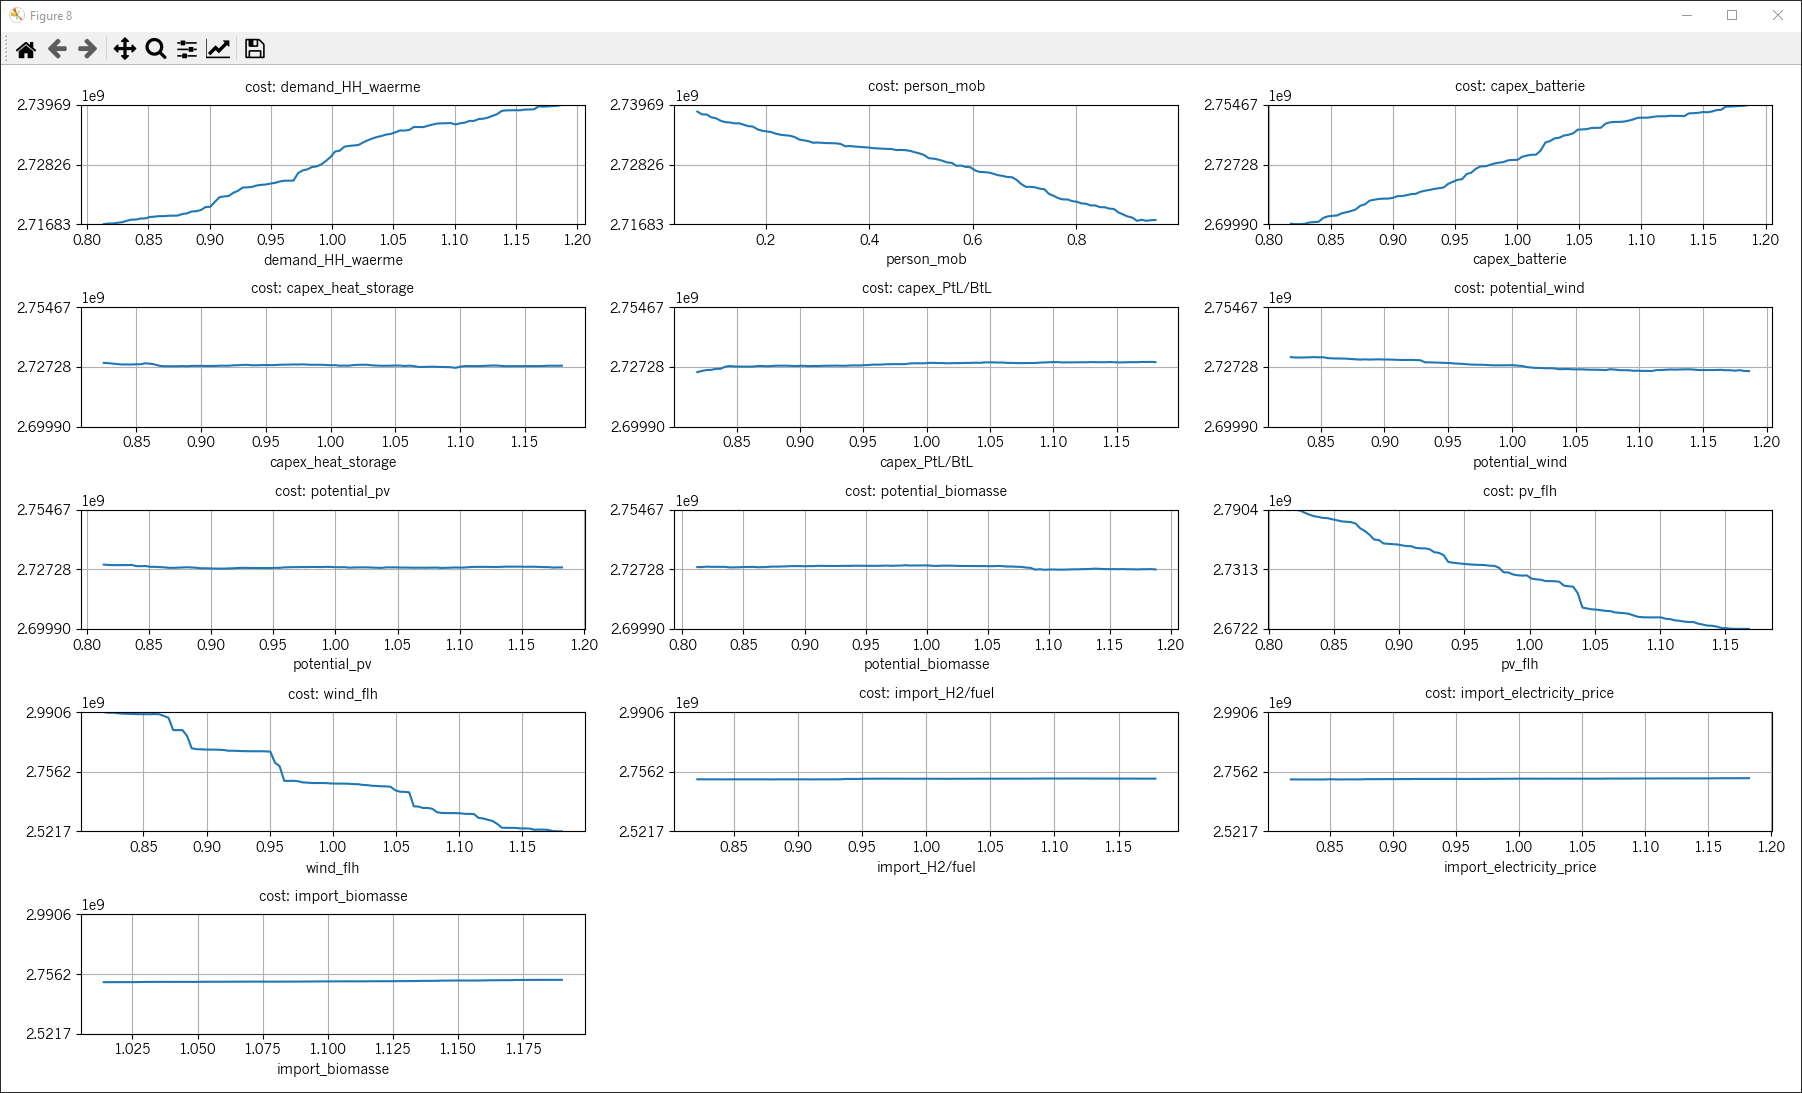 Figure 8
cost: demand_HH_waerme
1e9
2.73969
2.72826
2.71683
0.80 0.85 0.90 0.95 1.00 1.05 1.10 1.15 1.20
demand_HH_waerme
cost: person_mob
1e9
2.73969
2.72826
2.71683
0.2 0.4 0.6 0.8
person_mob
cost: capex_batterie
1e9
2.75467
2.72728
2.69990
0.80 0.85 0.90 0.95 1.00 1.05 1.10 1.15 1.20
capex_batterie
cost: capex_heat_storage
1e9
2.75467
2.72728
2.69990
0.85 0.90 0.95 1.00 1.05 1.10 1.15
capex_heat_storage
cost: capex_PtL/BtL
1e9
2.75467
2.72728
2.69990
0.85 0.90 0.95 1.00 1.05 1.10 1.15
capex_PtL/BtL
cost: potential_wind
1e9
2.75467
2.72728
2.69990
0.85 0.90 0.95 1.00 1.05 1.10 1.15 1.20
potential_wind
cost: potential_pv
1e9
2.75467
2.72728
2.69990
0.80 0.85 0.90 0.95 1.00 1.05 1.10 1.15 1.20
potential_pv
cost: potential_biomasse
1e9
2.75467
2.72728
2.69990
0.80 0.85 0.90 0.95 1.00 1.05 1.10 1.15 1.20
potential_biomasse
cost: pv_flh
1e9
2.7904
2.7313
2.6722
0.80 0.85 0.90 0.95 1.00 1.05 1.10 1.15
pv_flh
cost: wind_flh
1e9
2.9906
2.7562
2.5217
0.85 0.90 0.95 1.00 1.05 1.10 1.15
wind_flh
cost: import_H2/fuel
1e9
2.9906
2.7562
2.5217
0.85 0.90 0.95 1.00 1.05 1.10 1.15
import_H2/fuel
cost: import_electricity_price
1e9
2.9906
2.7562
2.5217
0.85 0.90 0.95 1.00 1.05 1.10 1.15 1.20
import_electricity_price
cost: import_biomasse
1e9
2.9906
2.7562
2.5217
1.025 1.050 1.075 1.100 1.125 1.150 1.175
import_biomasse